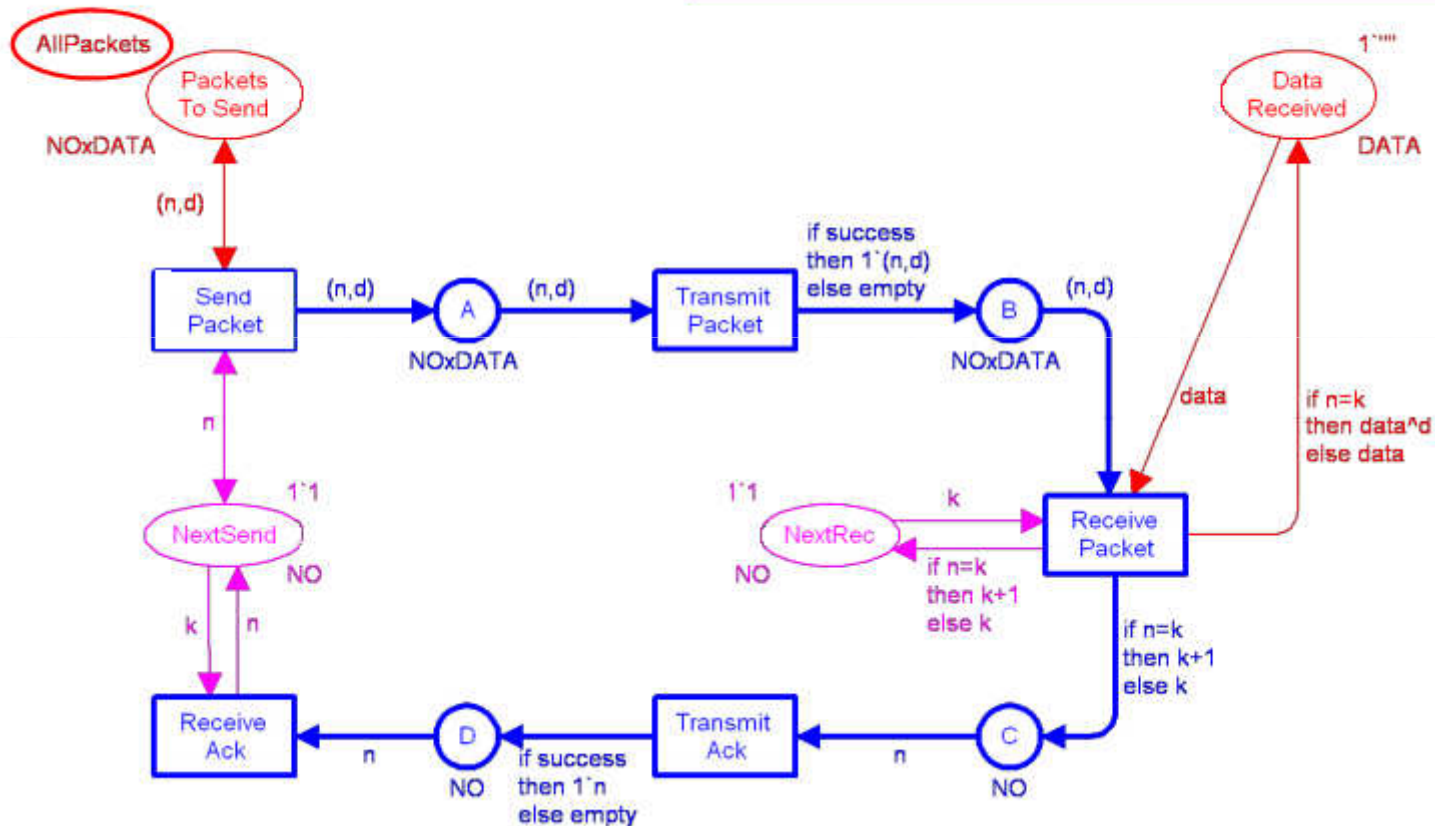 AllPackets
Packets
To Send
NOxDATA
(n,d)
1`""
Data
Received
DATA
Send
Packet
(n,d)
A
NOxDATA
(n,d)
Transmit
Packet
if success
then 1`(n,d)
else empty
B
NOxDATA
(n,d)
data
if n=k
then data^d
else data
n
1`1
NextSend
NO
1`1
NextRec
NO
k
if n=k
then k+1
else k
Receive
Packet
k
n
if n=k
then k+1
else k
Receive
Ack
n
D
NO
if success
then 1`n
else empty
Transmit
Ack
n
C
NO